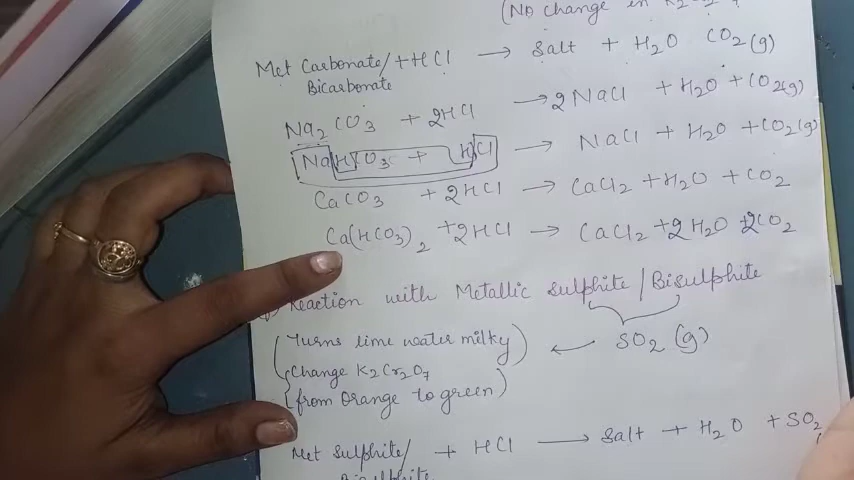 (No change in K2Cr2O7
Met Carbonate/ + HCl → Salt + H2O CO2(g)
Bicarbonate
Na2CO3 + 2HCl → 2NaCl + H2O + CO2(g)
NaHCO3 + HCl → NaCl + H2O + CO2(g)
CaCO3 + 2HCl → CaCl2 + H2O + CO2
Ca(HCO3)2 + 2HCl → CaCl2 + 2H2O + 2CO2
Reaction with Metallic Sulphite/Bisulphite
(Turns lime water milky) ← SO2(g)
Change K2Cr2O7
from Orange to green)
Met Sulphite/ + HCl → Salt + H2O + SO2
Bisulphite